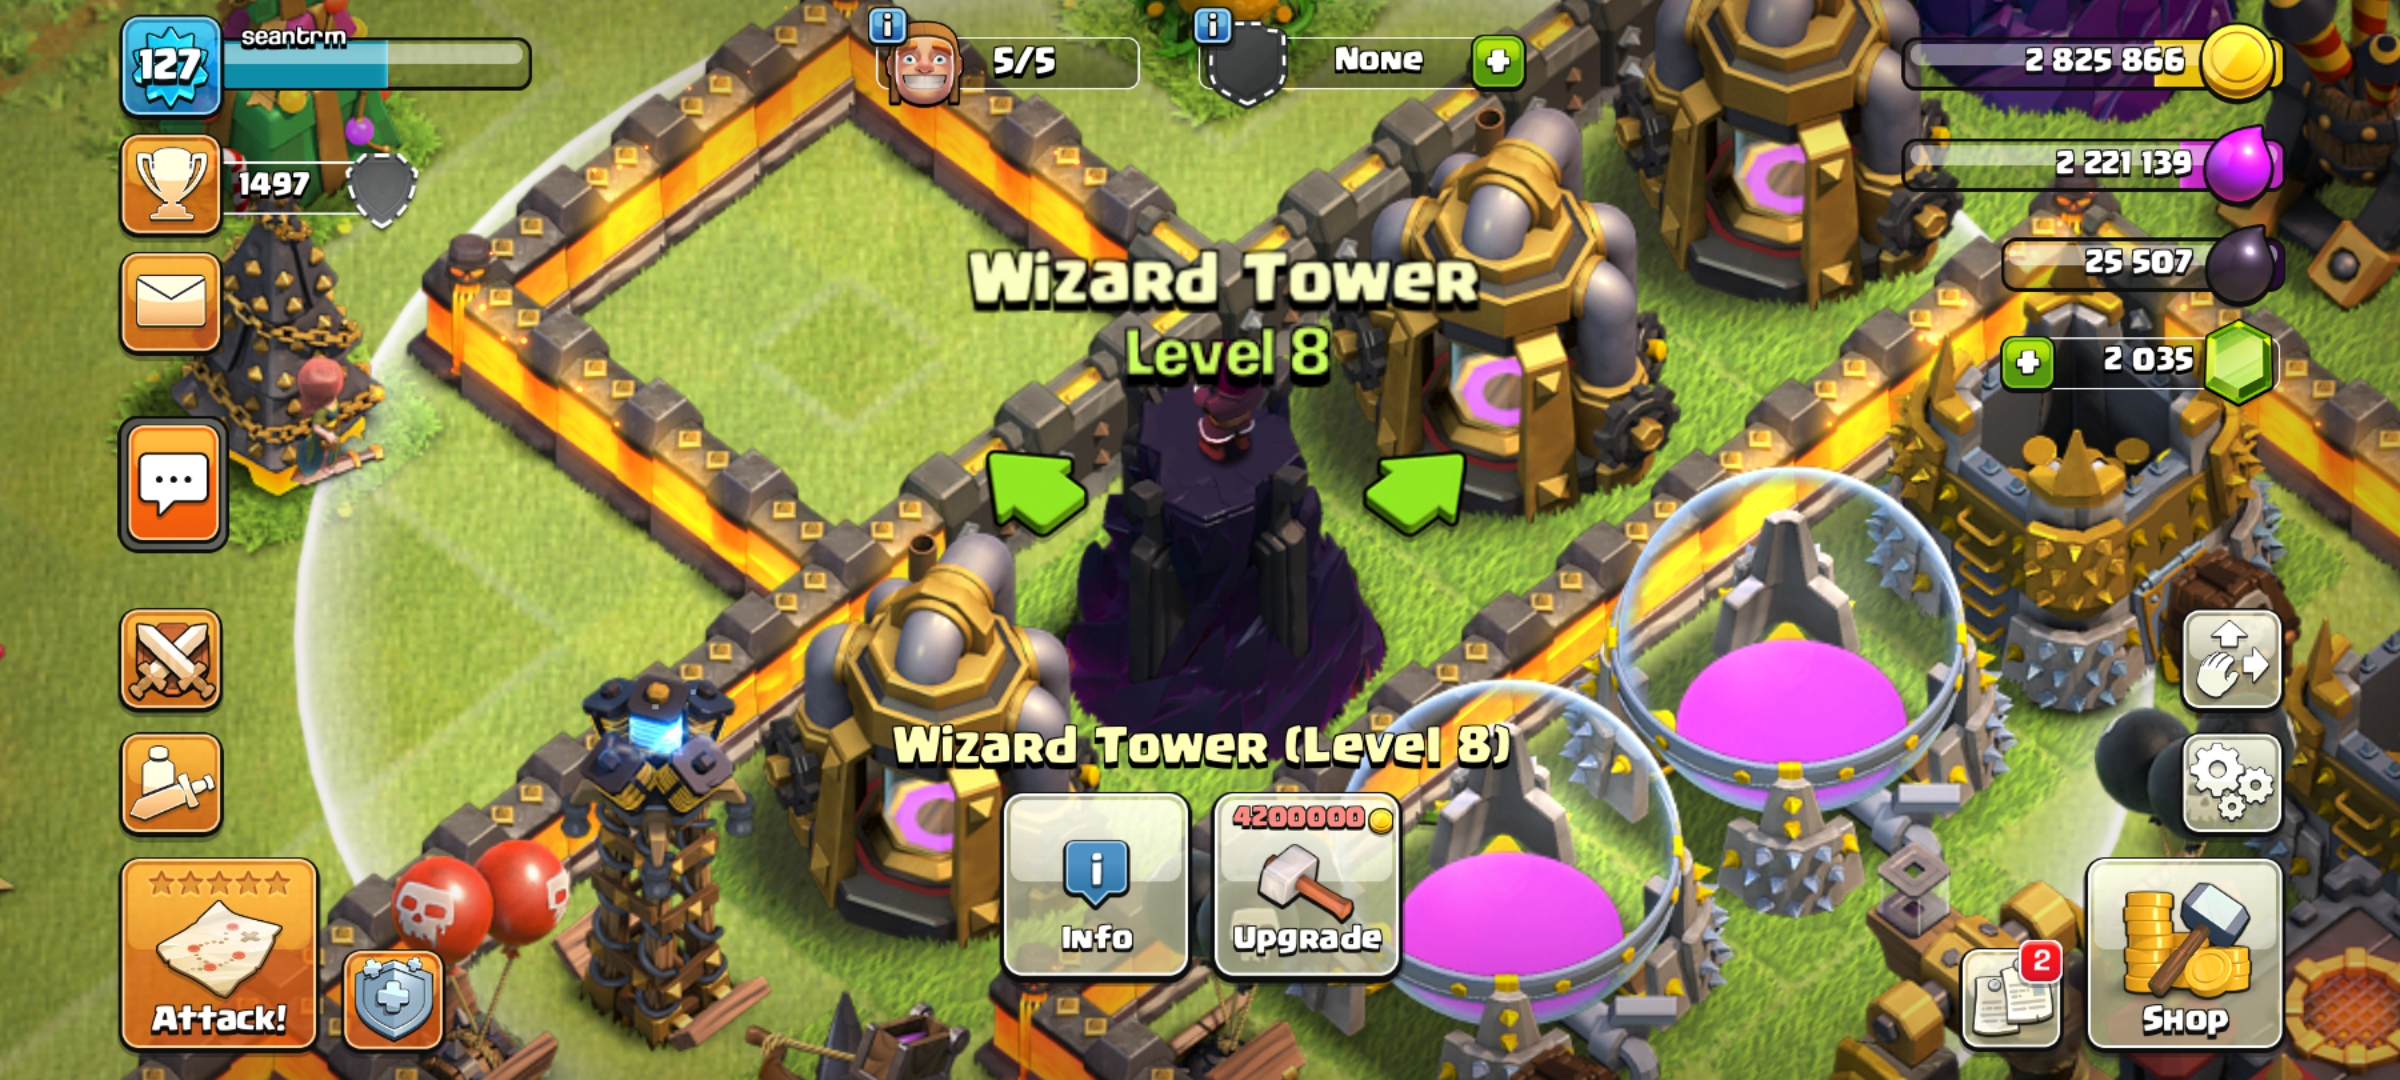 127
seantrm
5/5
None
2 825 866
1497
2 221 139
25 507
2 035
Wizard Tower
Level 8
Wizard Tower (Level 8)
4200000
Info
Upgrade
Attack!
2
Shop